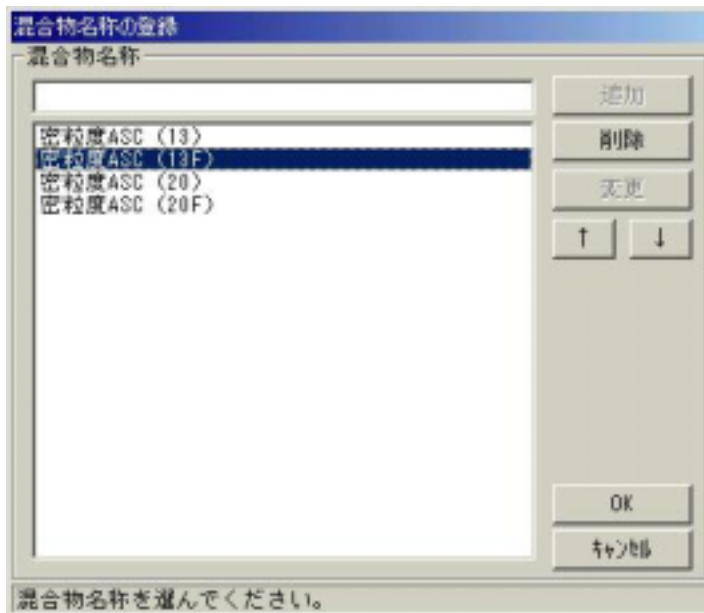 混合物名称の登録
混合物名称
追加
密粒度ASC (13)
密粒度ASC (13F)
密粒度ASC (20)
密粒度ASC (20F)
削除
変更
↑ ↓
OK
キャンセル
混合物名称を選んでください。